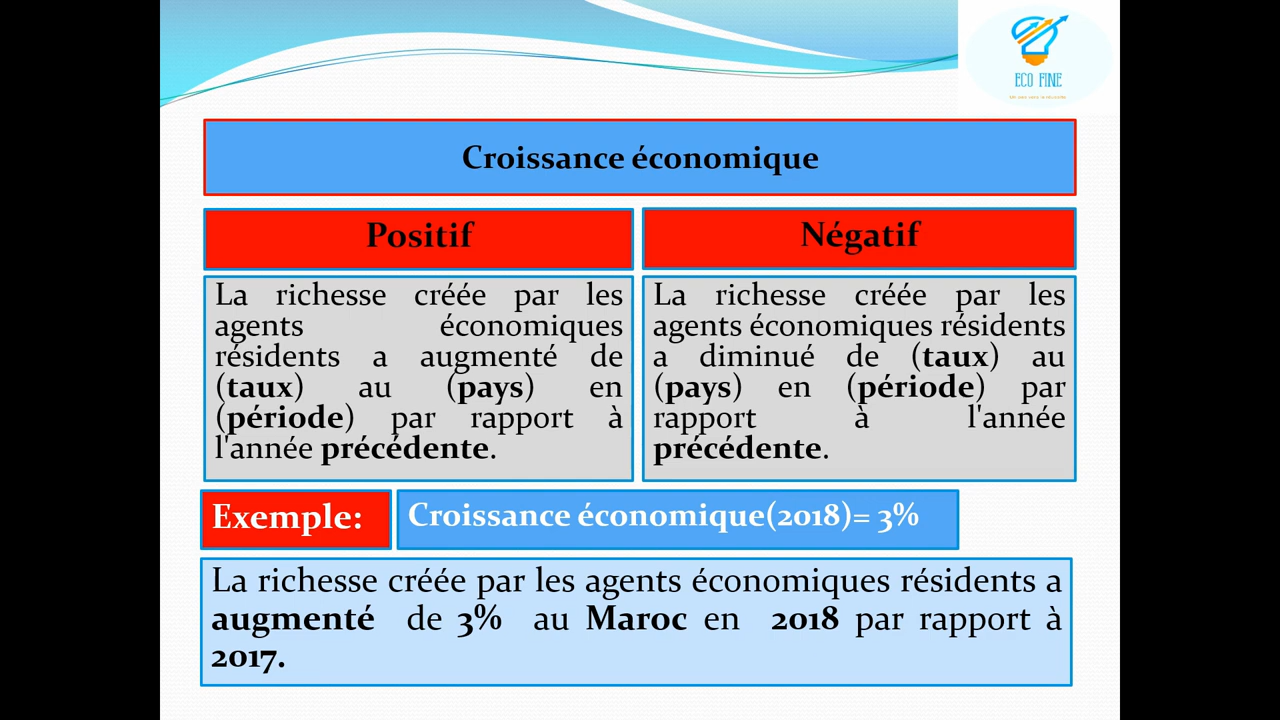 ECO FINE
Croissance économique
Positif
La richesse créée par les
agents économiques
résidents a augmenté de
(taux) au (pays) en
(période) par rapport à
l'année précédente.
Négatif
La richesse créée par les
agents économiques résidents
a diminué de (taux) au
(pays) en (période) par
rapport à l'année
précédente.
Exemple:
Croissance économique(2018)= 3%
La richesse créée par les agents économiques résidents a
augmenté de 3% au Maroc en 2018 par rapport à
2017.